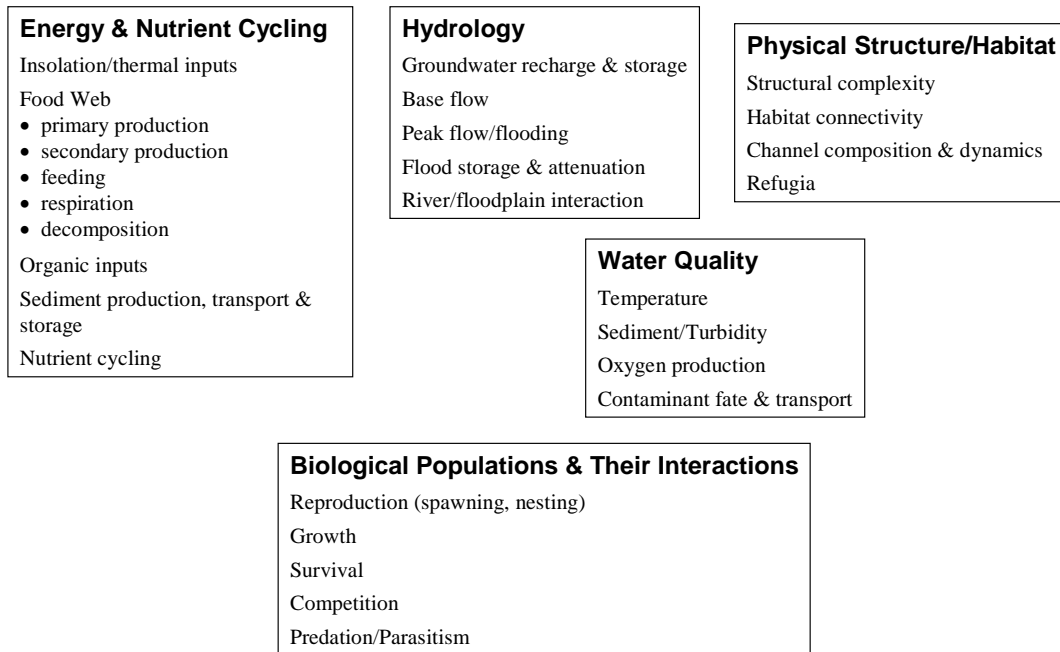 Energy & Nutrient Cycling
Insolation/thermal inputs
Food Web
• primary production
• secondary production
• feeding
• respiration
• decomposition
Organic inputs
Sediment production, transport &
storage
Nutrient cycling
Hydrology
Groundwater recharge & storage
Base flow
Peak flow/flooding
Flood storage & attenuation
River/floodplain interaction
Physical Structure/Habitat
Structural complexity
Habitat connectivity
Channel composition & dynamics
Refugia
Water Quality
Temperature
Sediment/Turbidity
Oxygen production
Contaminant fate & transport
Biological Populations & Their Interactions
Reproduction (spawning, nesting)
Growth
Survival
Competition
Predation/Parasitism